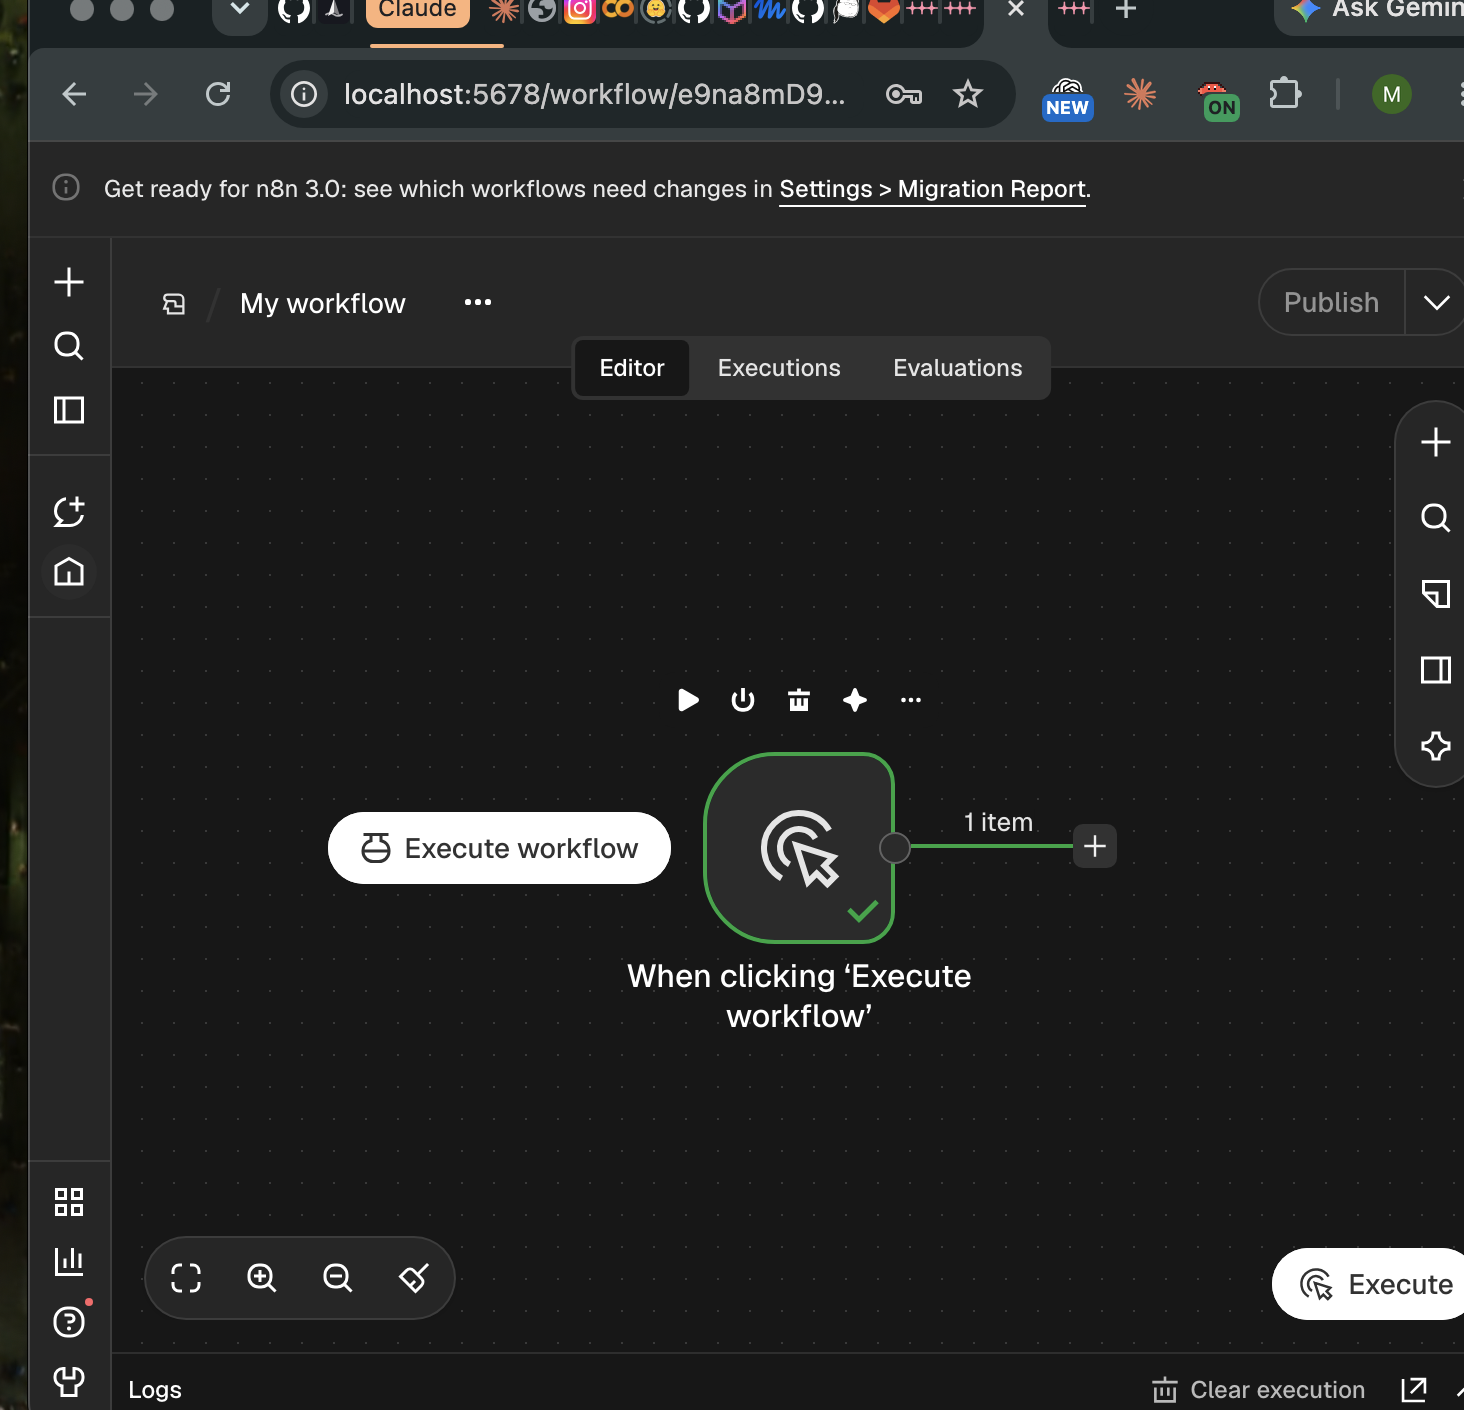 Claude
Ask Gemin
localhost:5678/workflow/e9na8mD9...
NEW
ON
M
Get ready for n8n 3.0: see which workflows need changes in Settings > Migration Report.
My workflow
Publish
Editor
Executions
Evaluations
Execute workflow
1 item
When clicking ‘Execute
workflow’
Execute
Logs
Clear execution